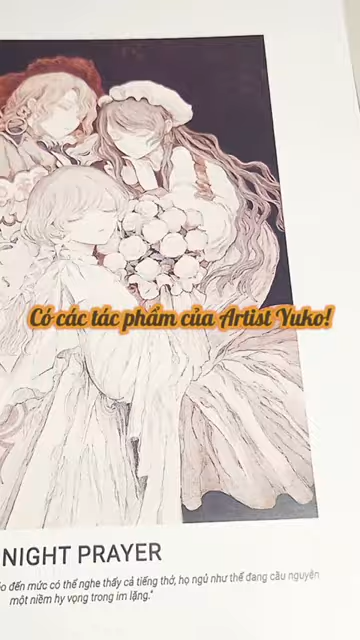 Có các tác phẩm của Artist Yuko!
NIGHT PRAYER
đến mức có thể nghe thấy cả tiếng thở, họ ngủ như thể đang cầu nguyện
một niềm hy vọng trong im lặng."